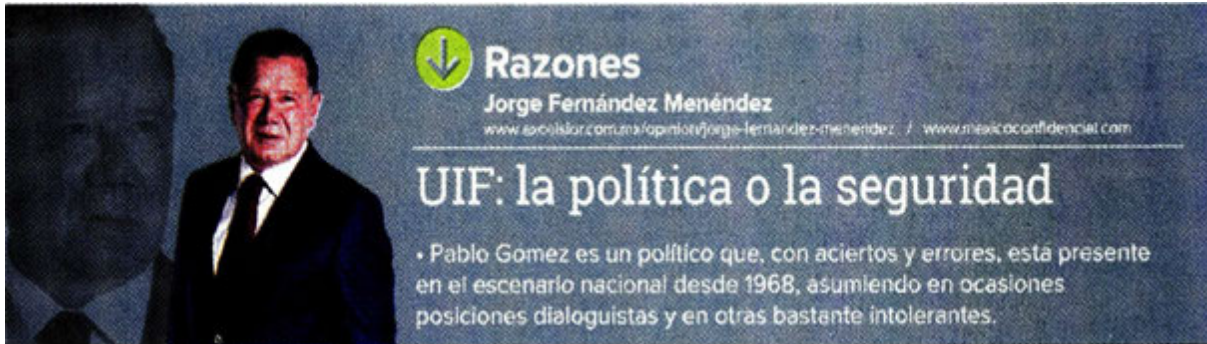 Razones
Jorge Fernández Menéndez
www.excelsior.com.mx/opinion/jorge-fernandez-menendez / www.mexicoconfidencial.com
UIF: la política o la seguridad
• Pablo Gomez es un político que, con aciertos y errores, está presente
en el escenario nacional desde 1968, asumiendo en ocasiones
posiciones dialoguistas y en otras bastante intolerantes.